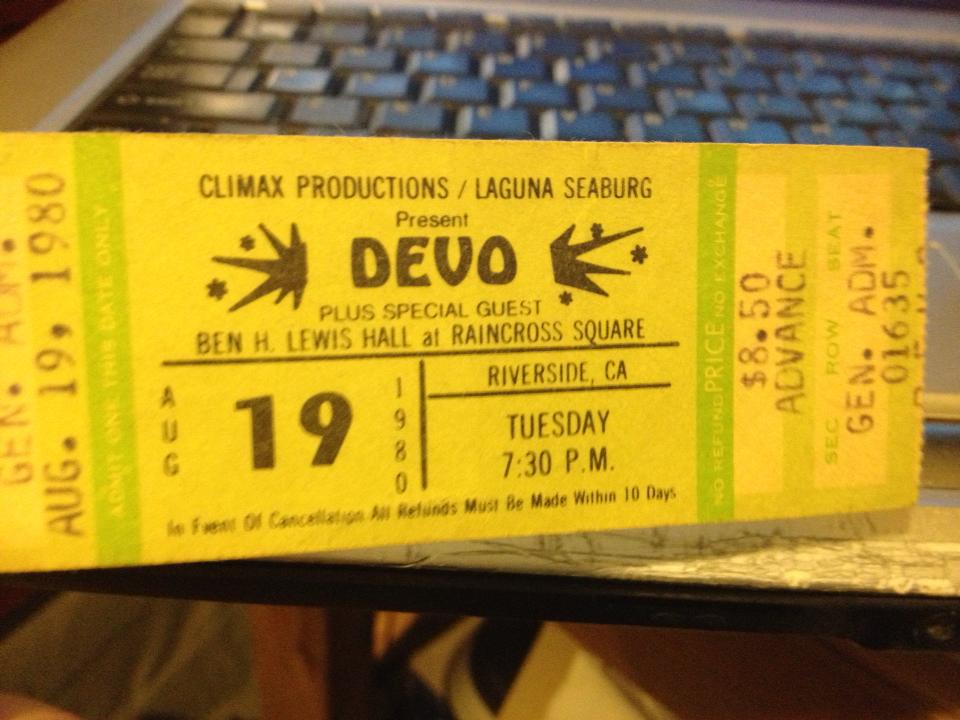 GEN. ADM.
AUG. 19, 1980
ADMIT ONE THIS DATE ONLY
CLIMAX PRODUCTIONS / LAGUNA SEABURG
Present
DEVO
PLUS SPECIAL GUEST
BEN H. LEWIS HALL at RAINCROSS SQUARE
AUG
19
1980
RIVERSIDE, CA
TUESDAY
7:30 P.M.
In Event Of Cancellation All Refunds Must Be Made Within 10 Days
NO REFUND PRICE NO EXCHANGE
$8.50
ADVANCE
SEC ROW SEAT
GEN. ADM.
01635